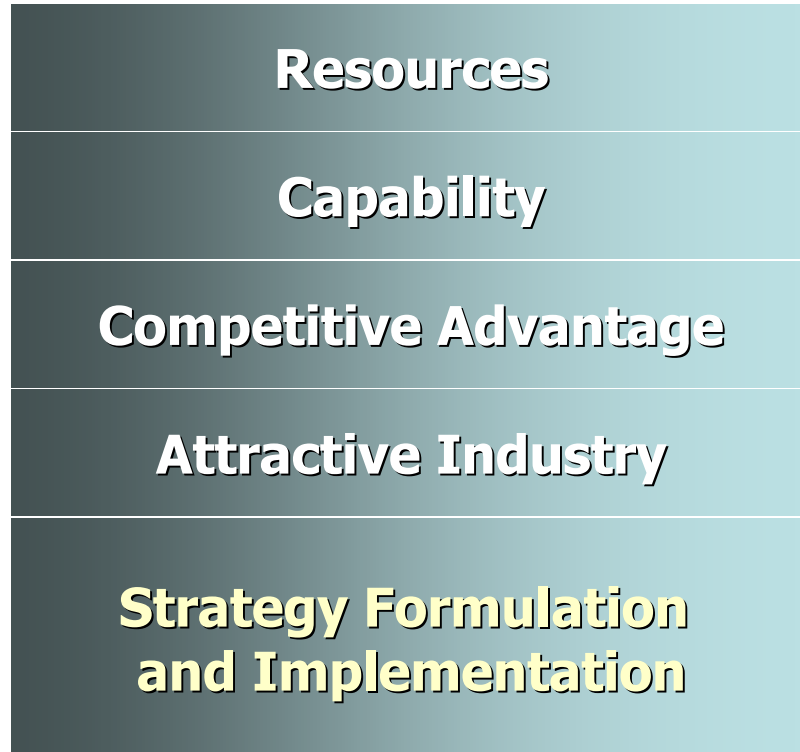 Resources
Capability
Competitive Advantage
Attractive Industry
Strategy Formulation
and Implementation